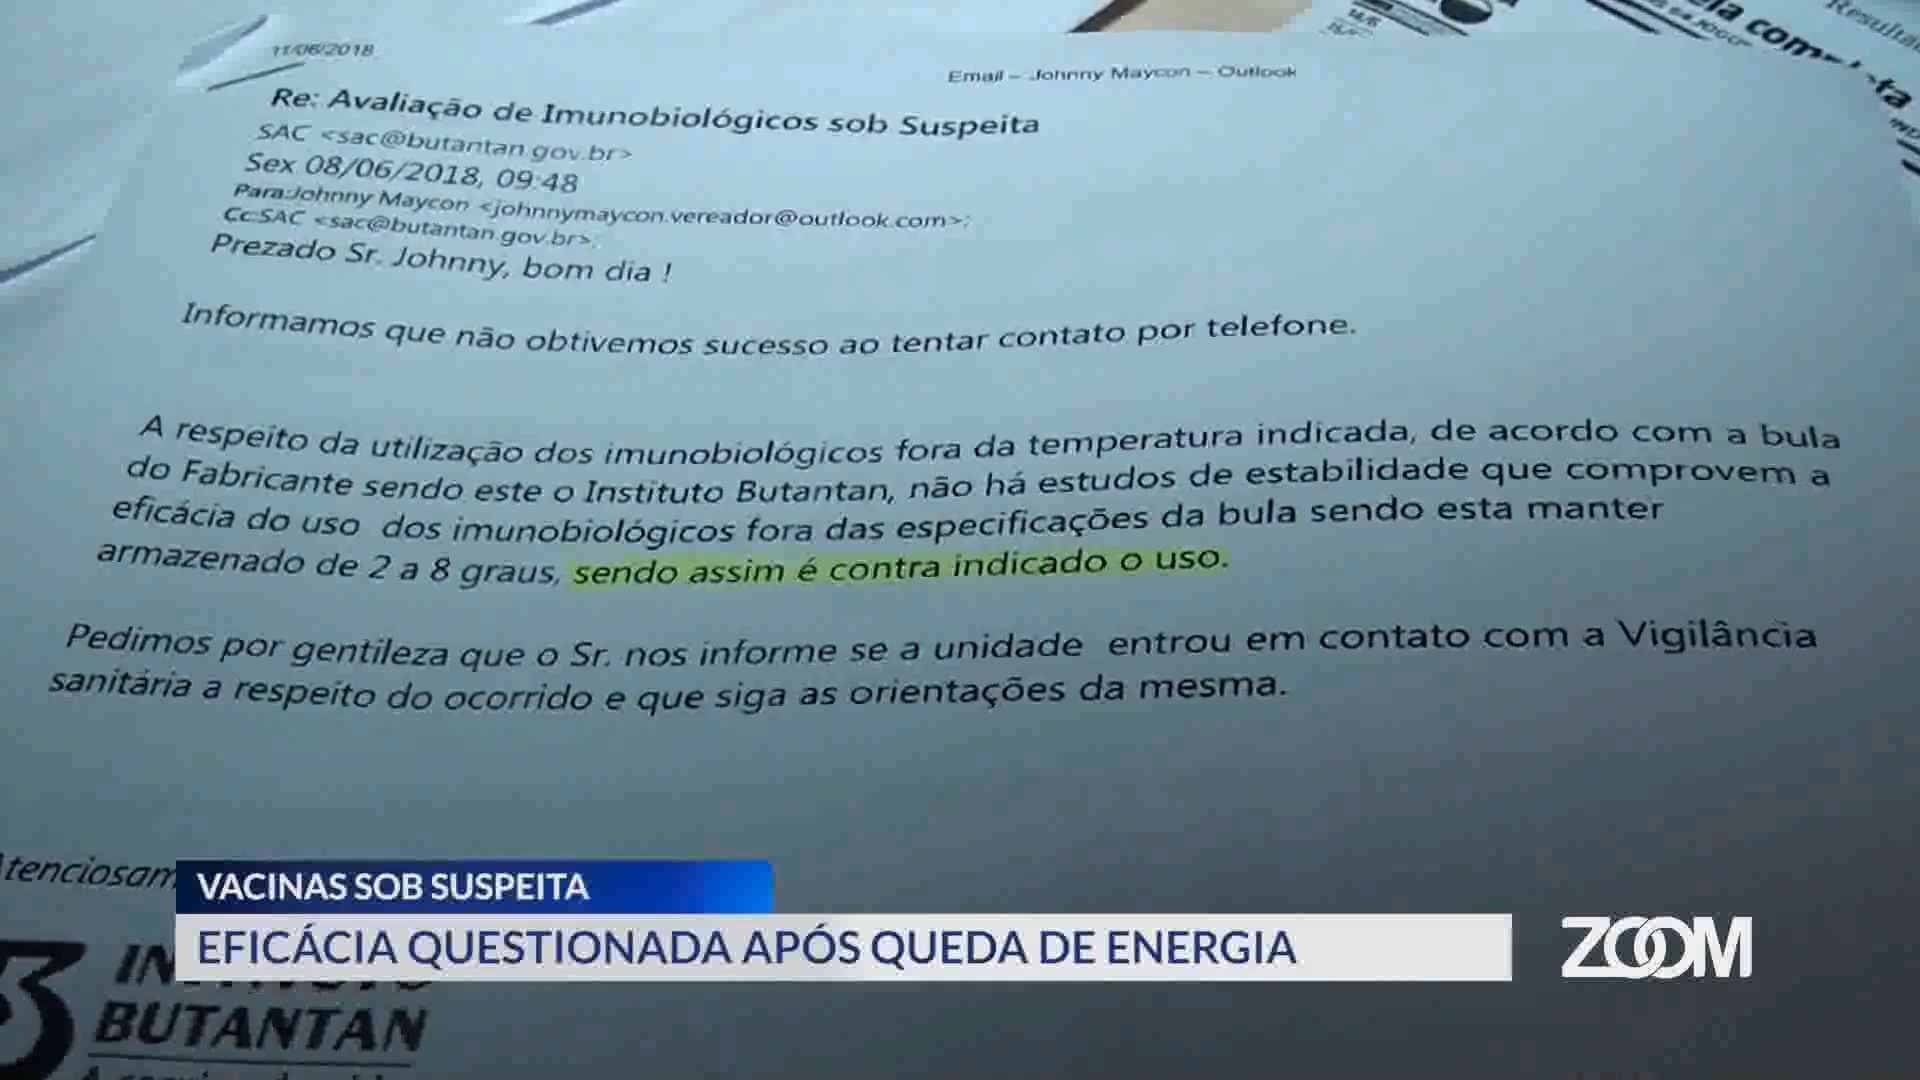 11/06/2018
Email – Johnny Maycon – Outlook
Re: Avaliação de Imunobiológicos sob Suspeita
SAC <sac@butantan.gov.br>
Sex 08/06/2018, 09:48
Para:Johnny Maycon <johnnymaycon.vereador@outlook.com>;
Cc:SAC <sac@butantan.gov.br>;
Prezado Sr. Johnny, bom dia !
Informamos que não obtivemos sucesso ao tentar contato por telefone.
A respeito da utilização dos imunobiológicos fora da temperatura indicada, de acordo com a bula
do Fabricante sendo este o Instituto Butantan, não há estudos de estabilidade que comprovem a
eficácia do uso dos imunobiológicos fora das especificações da bula sendo esta manter
armazenado de 2 a 8 graus, sendo assim é contra indicado o uso.
Pedimos por gentileza que o Sr. nos informe se a unidade entrou em contato com a Vigilância
sanitária a respeito do ocorrido e que siga as orientações da mesma.
VACINAS SOB SUSPEITA
EFICÁCIA QUESTIONADA APÓS QUEDA DE ENERGIA
ZOOM
BUTANTAN